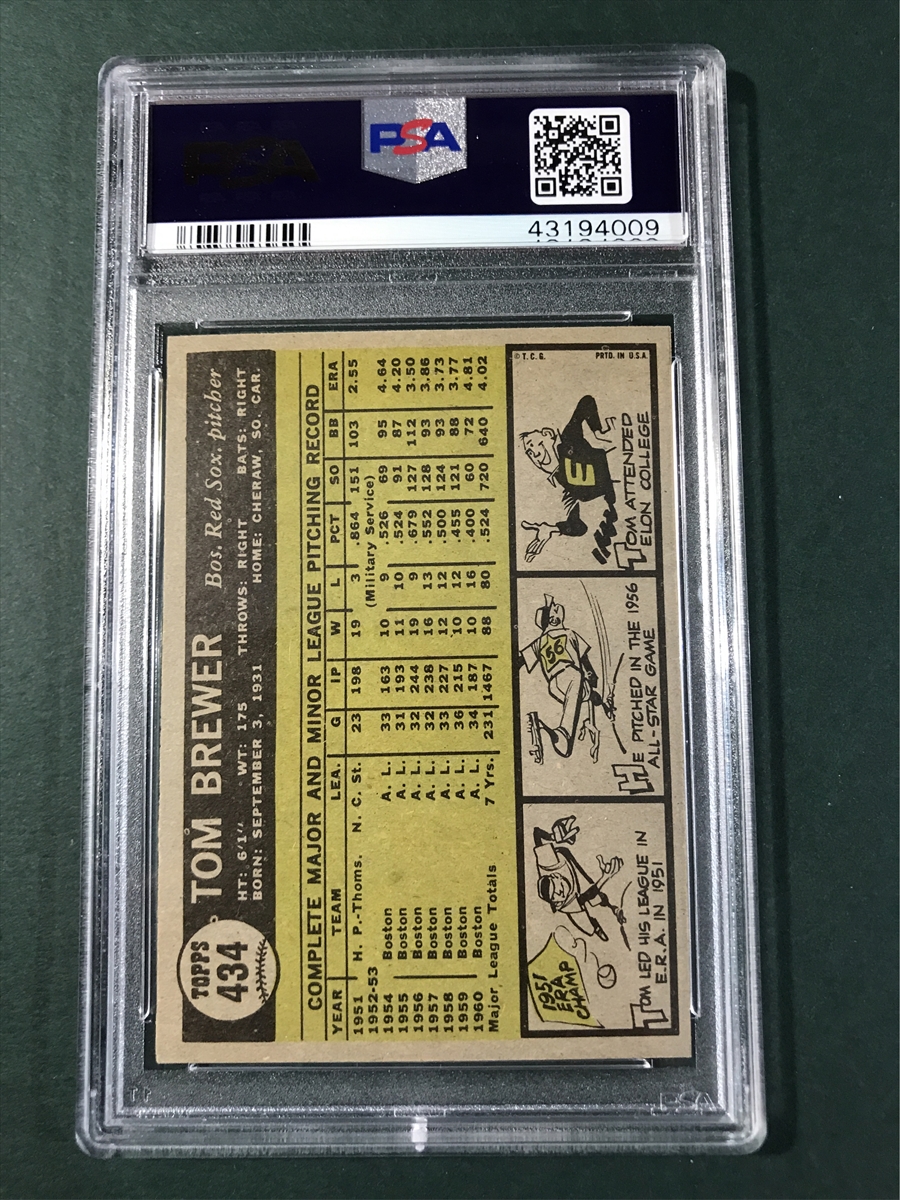 PSA
PSA
43194009
TOPPS
434
TOM BREWER Bos. Red Sox. pitcher
HT: 6'1" WT: 175 THROWS: RIGHT BATS: RIGHT
BORN: SEPTEMBER 3, 1931 HOME: CHERAW, SO. CAR.
COMPLETE MAJOR AND MINOR LEAGUE PITCHING RECORD
YEAR TEAM LEA. G IP W L PCT SO BB ERA
1951 H. P.-Thoms. N. C. St. 23 198 19 3 .864 151 103 2.55
1952-53 (Military Service)
1954 Boston A. L. 33 163 10 9 .526 69 95 4.64
1955 Boston A. L. 31 193 11 10 .524 91 87 4.20
1956 Boston A. L. 32 244 19 9 .679 127 112 3.50
1957 Boston A. L. 32 238 16 13 .552 128 93 3.86
1958 Boston A. L. 33 227 12 12 .500 124 93 3.73
1959 Boston A. L. 36 215 10 12 .455 121 88 3.77
1960 Boston A. L. 34 187 10 16 .400 60 72 4.81
Major League Totals 7 Yrs. 231 1467 88 80 .524 720 640 4.02
1951
ERA
CHAMP
TOM LED HIS LEAGUE IN
E.R.A. IN 1951
56
HE PITCHED IN THE 1956
ALL-STAR GAME
© T. C. G. PRTD. IN U.S.A.
E
TOM ATTENDED
ELON COLLEGE
PSA